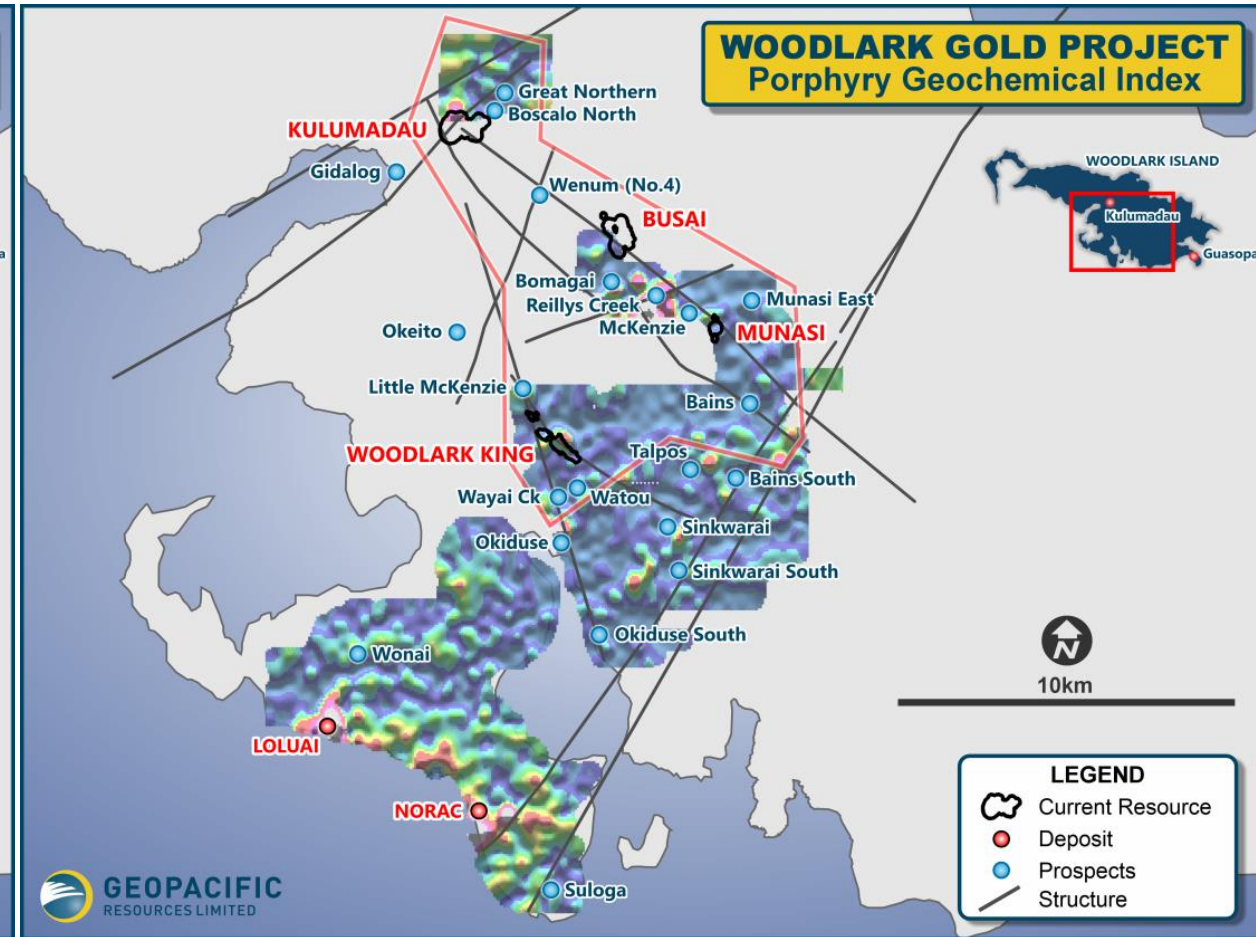 WOODLARK GOLD PROJECT
Porphyry Geochemical Index
Great Northern
Boscalo North
KULUMADAU
Gidalog
WOODLARK ISLAND
Kulumadau
Guasopa
Wenum (No.4)
BUSAI
a
Bomagai
Reillys Creek
McKenzie
Munasi East
MUNASI
Okeito
Little McKenzie
Bains
WOODLARK KING
Talpos
Bains South
Wayai Ck
Watou
Sinkwarai
Okiduse
Sinkwarai South
Okiduse South
Wonai
N
10km
LOLUAI
NORAC
Suloga
LEGEND
Current Resource
Deposit
Prospects
Structure
GEOPACIFIC
RESOURCES LIMITED